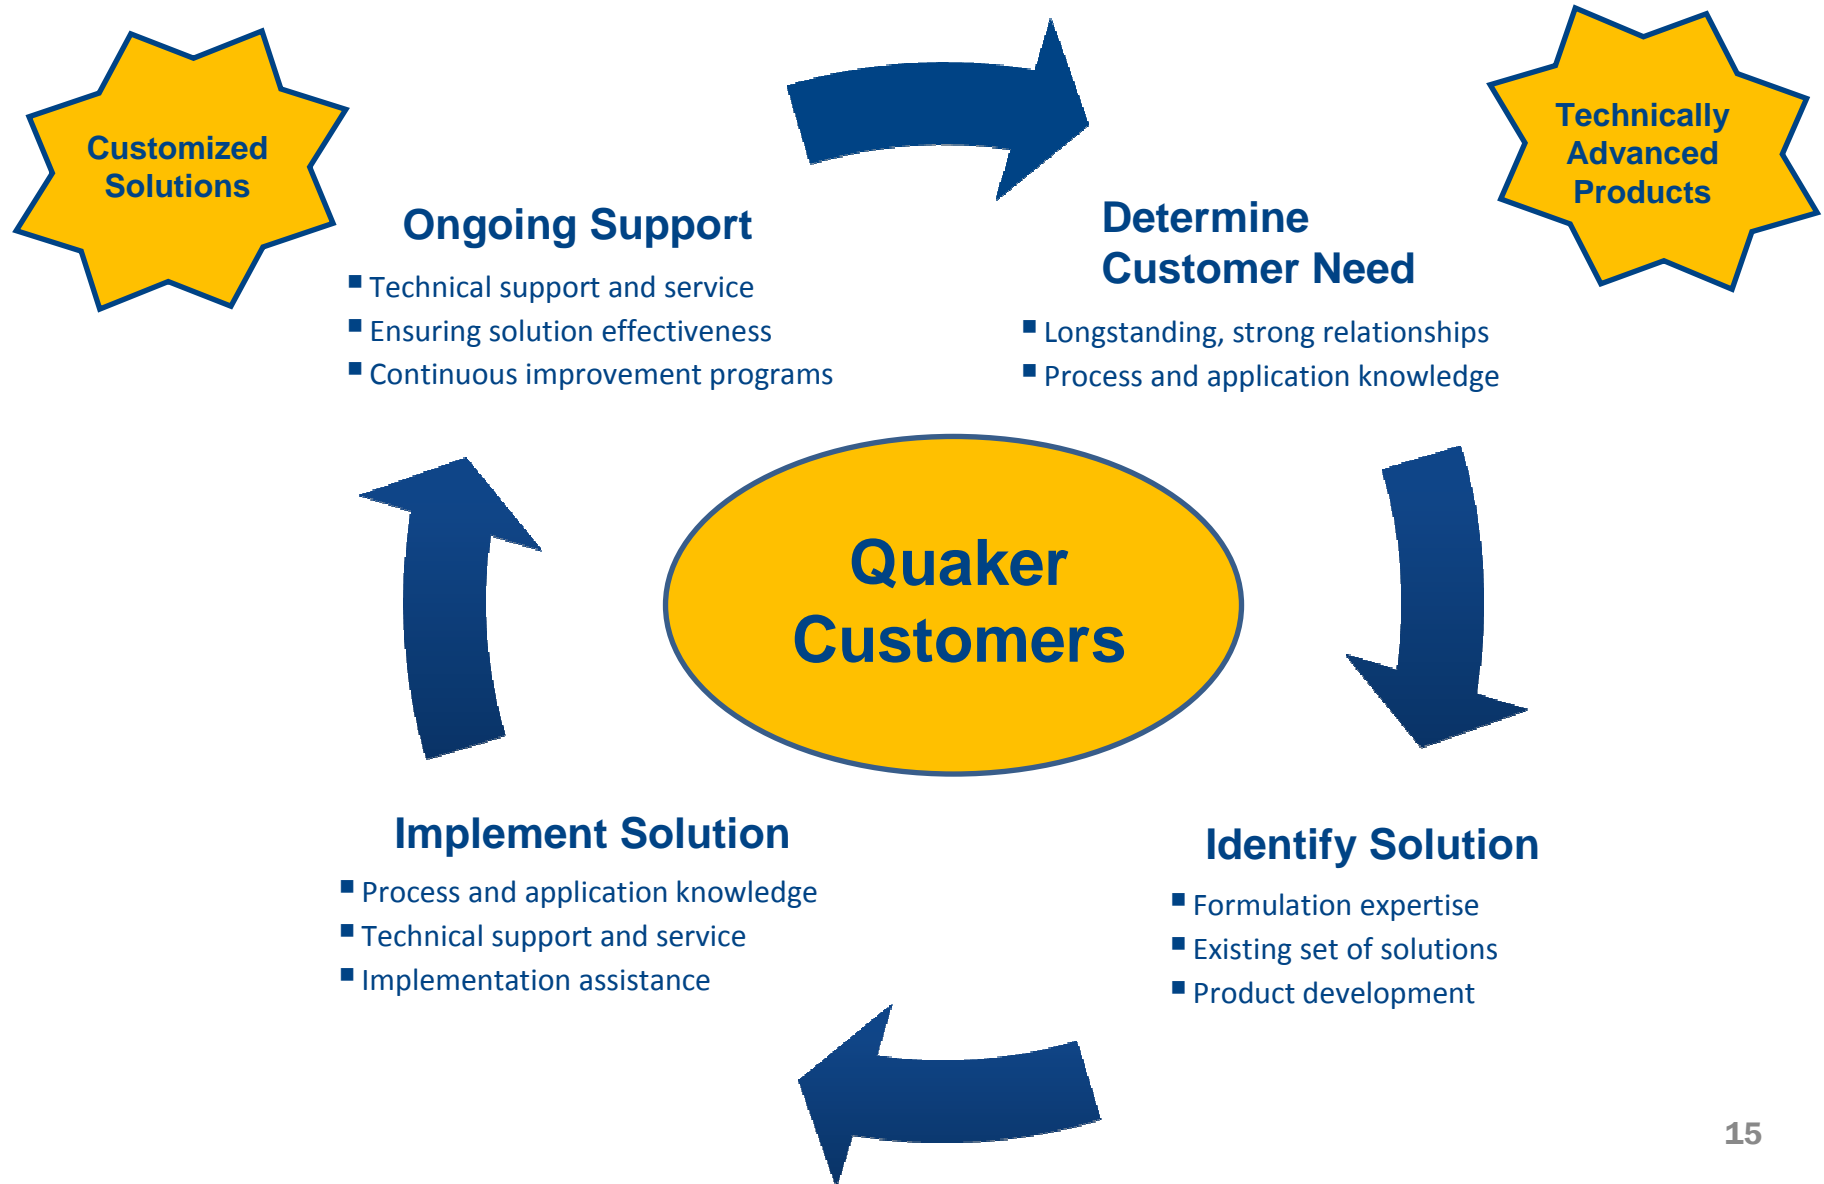 Customized
Solutions
Technically
Advanced
Products
Ongoing Support
▪ Technical support and service
▪ Ensuring solution effectiveness
▪ Continuous improvement programs
Determine
Customer Need
▪ Longstanding, strong relationships
▪ Process and application knowledge
Quaker
Customers
Implement Solution
▪ Process and application knowledge
▪ Technical support and service
▪ Implementation assistance
Identify Solution
▪ Formulation expertise
▪ Existing set of solutions
▪ Product development
15